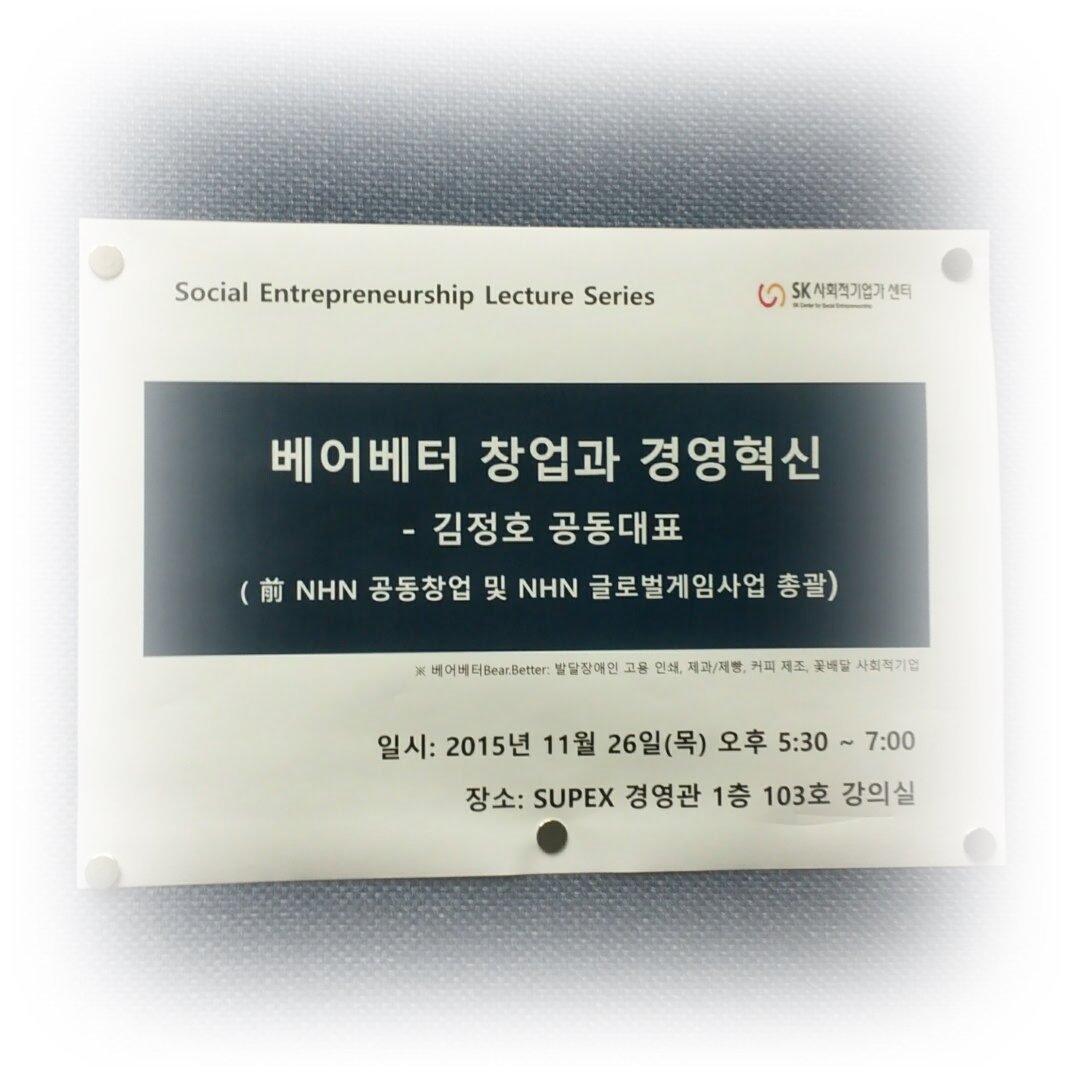 Social Entrepreneurship Lecture Series
SK 사회적기업가 센터
SK Center for Social Entrepreneurship
베어베터 창업과 경영혁신
- 김정호 공동대표
( 前 NHN 공동창업 및 NHN 글로벌게임사업 총괄)
※ 베어베터Bear.Better: 발달장애인 고용 인쇄, 제과/제빵, 커피 제조, 꽃배달 사회적기업
일시: 2015년 11월 26일(목) 오후 5:30 ~ 7:00
장소: SUPEX 경영관 1층 103호 강의실